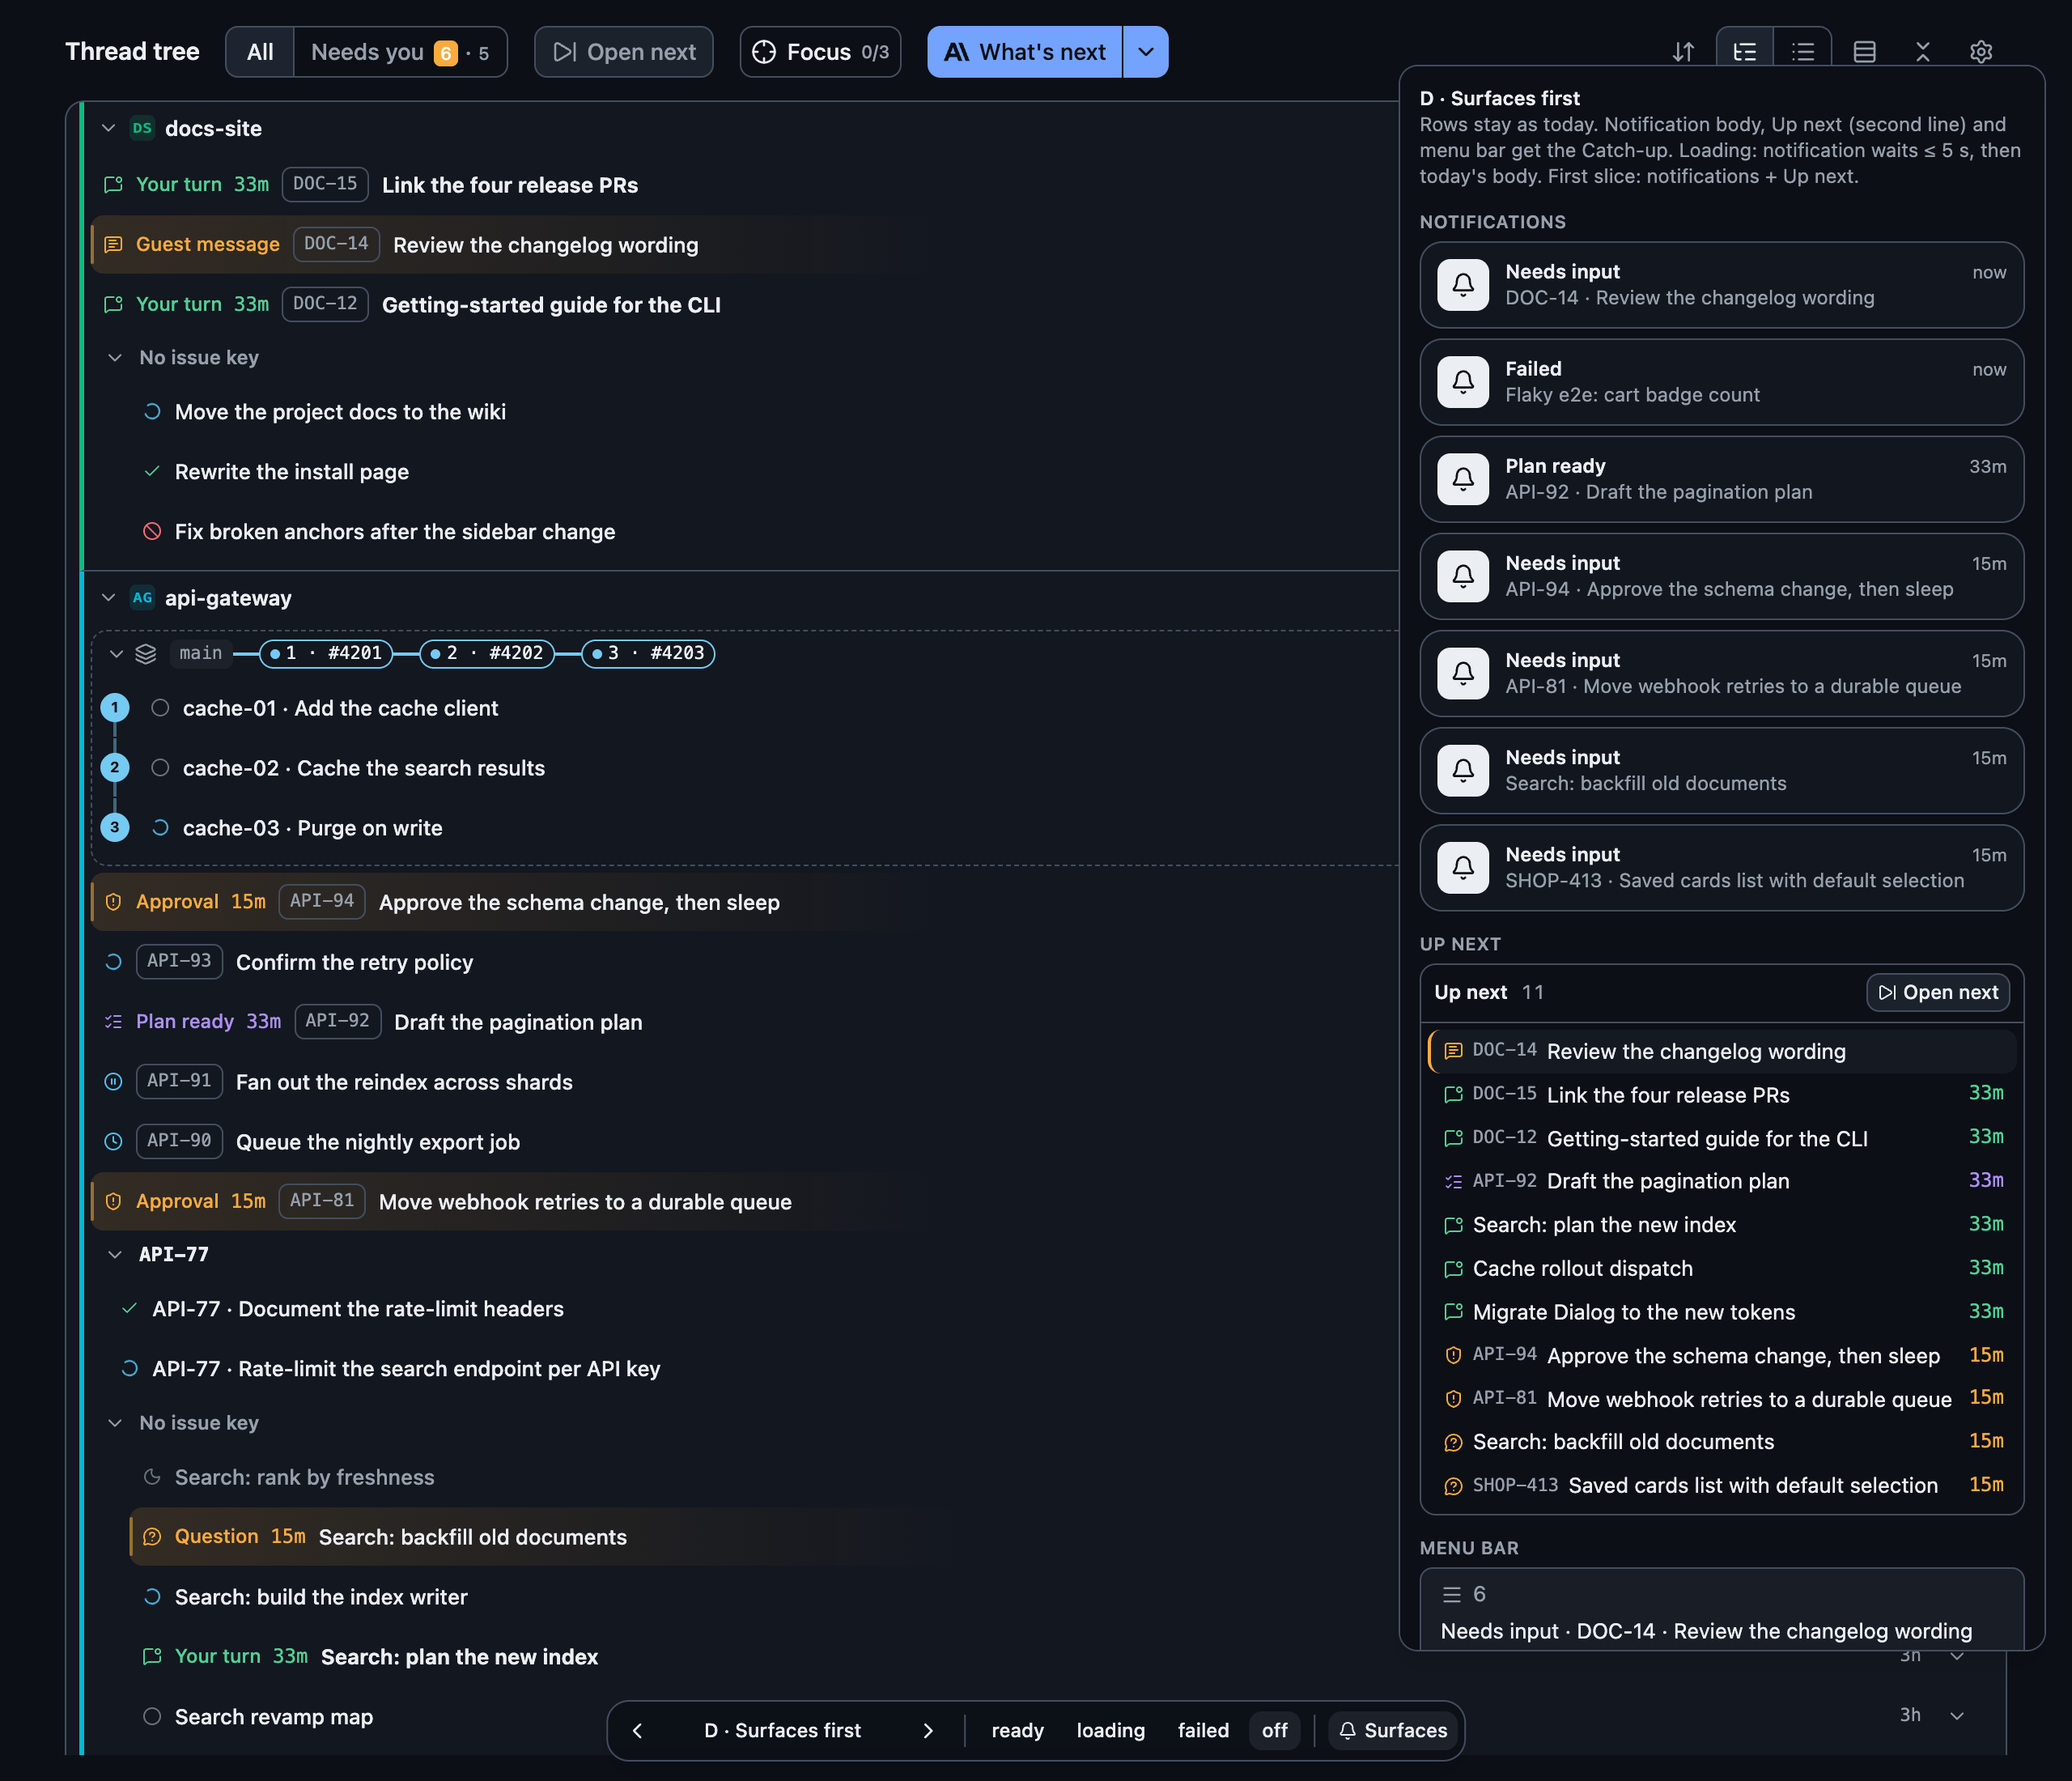 Thread tree
All
Needs you 6 · 5
Open next
Focus 0/3
What's next
docs-site
DS
Your turn 33m DOC-15 Link the four release PRs
Guest message DOC-14 Review the changelog wording
Your turn 33m DOC-12 Getting-started guide for the CLI
No issue key
Move the project docs to the wiki
Rewrite the install page
Fix broken anchors after the sidebar change
AG api-gateway
main 1 · #4201 2 · #4202 3 · #4203
1 cache-01 · Add the cache client
2 cache-02 · Cache the search results
3 cache-03 · Purge on write
Approval 15m API-94 Approve the schema change, then sleep
API-93 Confirm the retry policy
Plan ready 33m API-92 Draft the pagination plan
API-91 Fan out the reindex across shards
API-90 Queue the nightly export job
Approval 15m API-81 Move webhook retries to a durable queue
API-77
API-77 · Document the rate-limit headers
API-77 · Rate-limit the search endpoint per API key
No issue key
Search: rank by freshness
Question 15m Search: backfill old documents
Search: build the index writer
Your turn 33m Search: plan the new index
3h
Search revamp map
3h
D · Surfaces first
Rows stay as today. Notification body, Up next (second line) and
menu bar get the Catch-up. Loading: notification waits ≤ 5 s, then
today's body. First slice: notifications + Up next.
NOTIFICATIONS
Needs input now
DOC-14 · Review the changelog wording
Failed now
Flaky e2e: cart badge count
Plan ready 33m
API-92 · Draft the pagination plan
Needs input 15m
API-94 · Approve the schema change, then sleep
Needs input 15m
API-81 · Move webhook retries to a durable queue
Needs input 15m
Search: backfill old documents
Needs input 15m
SHOP-413 · Saved cards list with default selection
UP NEXT
Up next 11 Open next
DOC-14 Review the changelog wording
DOC-15 Link the four release PRs 33m
DOC-12 Getting-started guide for the CLI 33m
API-92 Draft the pagination plan 33m
Search: plan the new index 33m
Cache rollout dispatch 33m
Migrate Dialog to the new tokens 33m
API-94 Approve the schema change, then sleep 15m
API-81 Move webhook retries to a durable queue 15m
Search: backfill old documents 15m
SHOP-413 Saved cards list with default selection 15m
MENU BAR
6
Needs input · DOC-14 · Review the changelog wording
D · Surfaces first ready loading failed off Surfaces